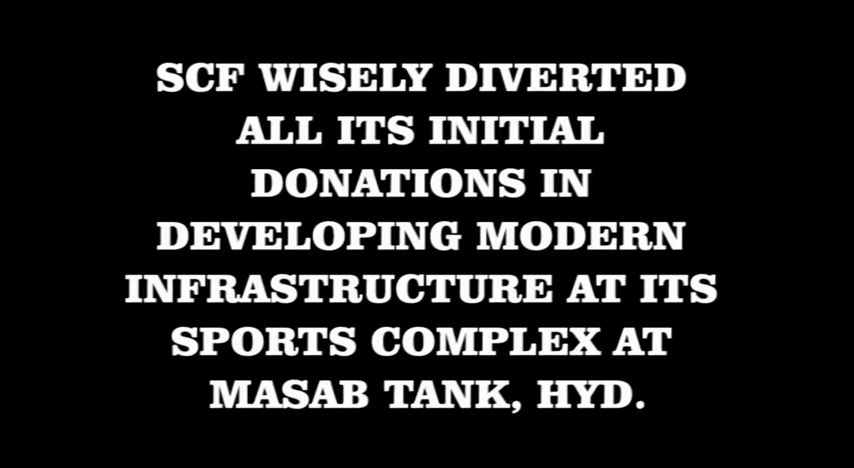 SCF WISELY DIVERTED
ALL ITS INITIAL
DONATIONS IN
DEVELOPING MODERN
INFRASTRUCTURE AT ITS
SPORTS COMPLEX AT
MASAB TANK, HYD.